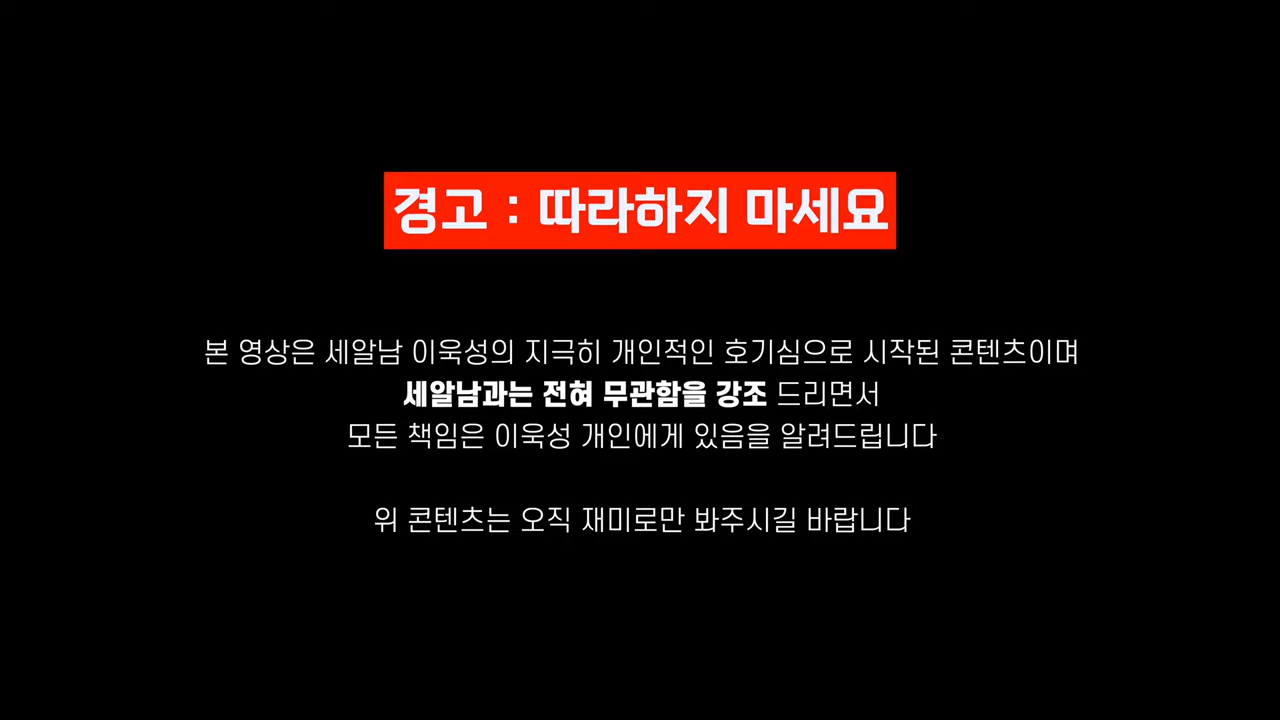 경고 : 따라하지 마세요
본 영상은 세알남 이욱성의 지극히 개인적인 호기심으로 시작된 콘텐츠이며
세알남과는 전혀 무관함을 강조 드리면서
모든 책임은 이욱성 개인에게 있음을 알려드립니다
위 콘텐츠는 오직 재미로만 봐주시길 바랍니다